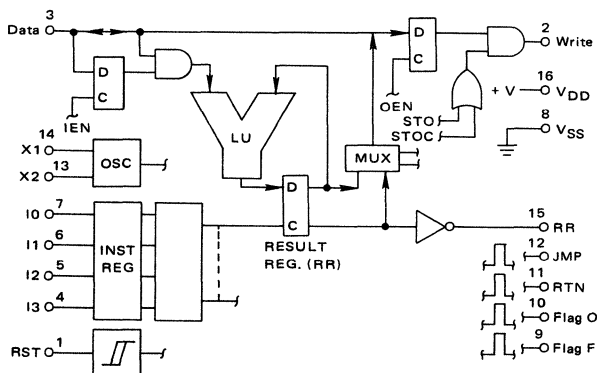 3
Data
D
C
IEN
LU
D
C
OEN
STO
STOC
2
Write
16
+ V
VDD
8
VSS
14
X1
13
X2
OSC
MUX
D
C
RESULT
REG. (RR)
7
I0
6
I1
5
I2
4
I3
INST
REG
15
RR
12
JMP
11
RTN
10
Flag O
9
Flag F
1
RST